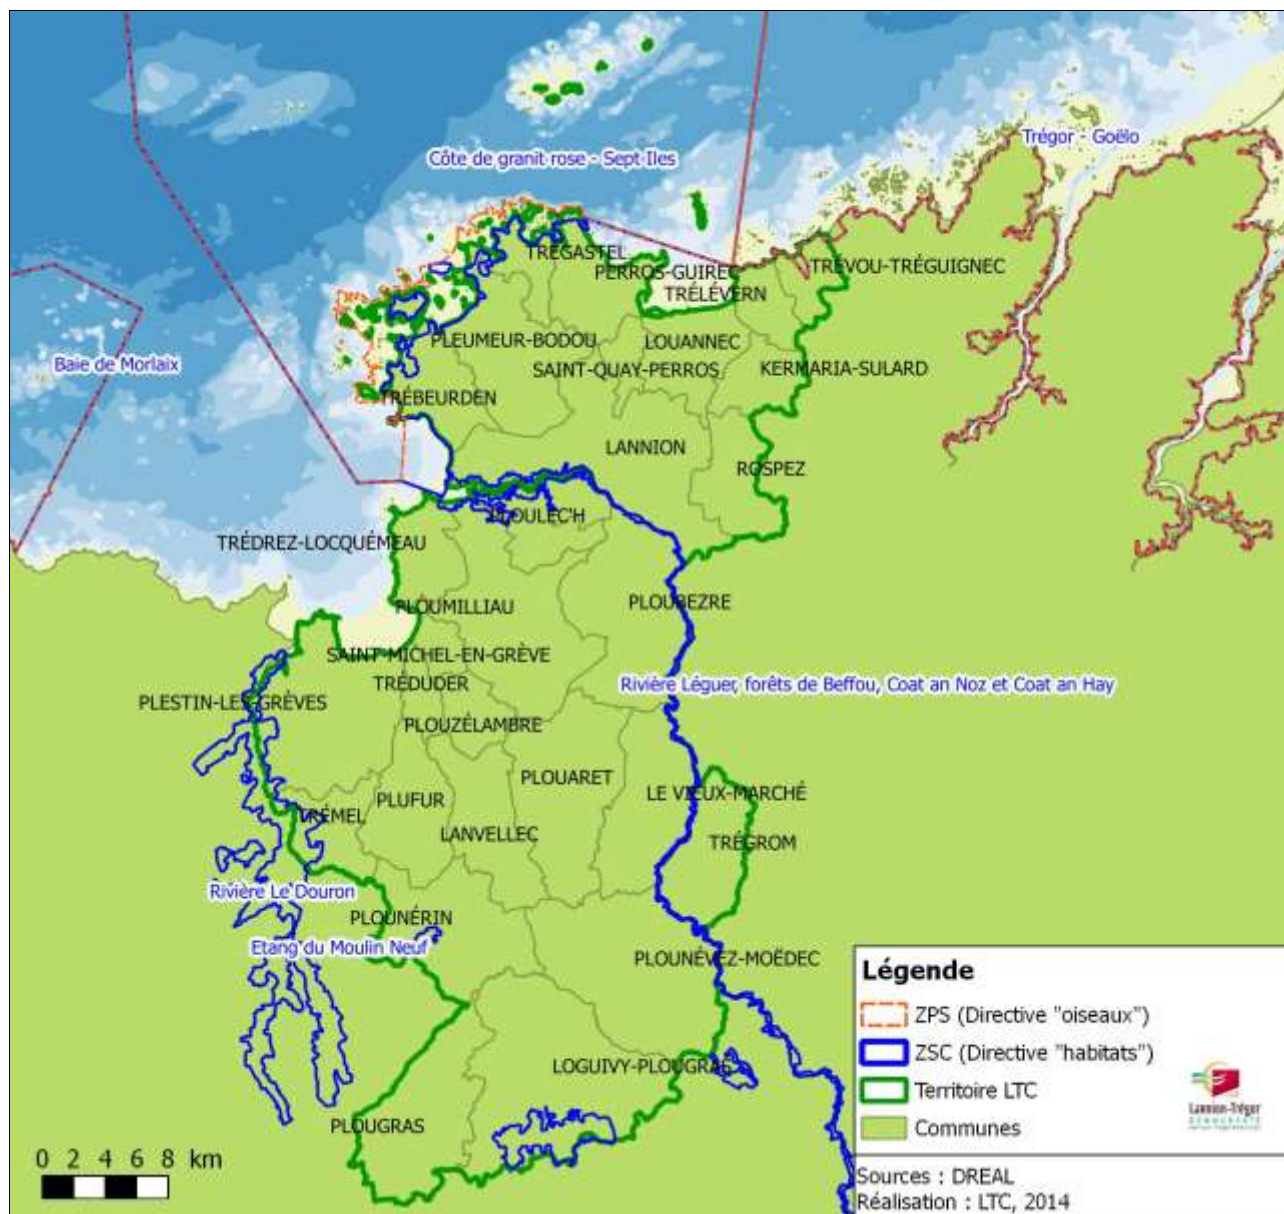 Côte de granit rose - Sept Iles
Trégor - Goëlo
TRÉGASTEL
PERROS-GUIREC
TRÉVOU-TRÉGUIGNEC
TRÉLÉVERN
PLEUMEUR-BODOU
LOUANNEC
Baie de Morlaix
SAINT-QUAY-PERROS
KERMARIA-SULARD
TRÉBEURDEN
LANNION
ROSPEZ
PLOULEC'H
TRÉDREZ-LOCQUÉMEAU
PLOUMILLIAU
PLOUBEZRE
SAINT-MICHEL-EN-GRÈVE
TRÉDUDER
Rivière Léguer, forêts de Beffou, Coat an Noz et Coat an Hay
PLESTIN-LES-GRÈVES
PLOUZÉLAMBRE
PLOUARET
LE VIEUX-MARCHÉ
PLUFUR
TRÉMEL
LANVELLEC
TRÉGROM
Rivière Le Douron
PLOUNÉRIN
Etang du Moulin Neuf
PLOUNÉVEZ-MOËDEC
LOGUIVY-PLOUGRAS
PLOUGRAS
0 2 4 6 8 km
Légende
ZPS (Directive "oiseaux")
ZSC (Directive "habitats")
Territoire LTC
Communes
Lannion-Trégor
Sources : DREAL
Réalisation : LTC, 2014